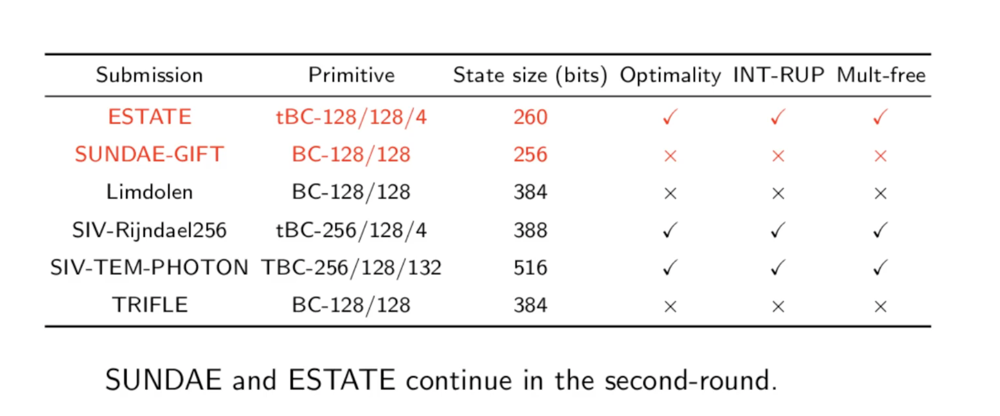 Submission Primitive State size (bits) Optimality INT-RUP Mult-free
ESTATE tBC-128/128/4 260 ✓ ✓ ✓
SUNDAE-GIFT BC-128/128 256 × × ×
Limdolen BC-128/128 384 × × ×
SIV-Rijndael256 tBC-256/128/4 388 ✓ ✓ ✓
SIV-TEM-PHOTON TBC-256/128/132 516 ✓ ✓ ✓
TRIFLE BC-128/128 384 × × ×
SUNDAE and ESTATE continue in the second-round.